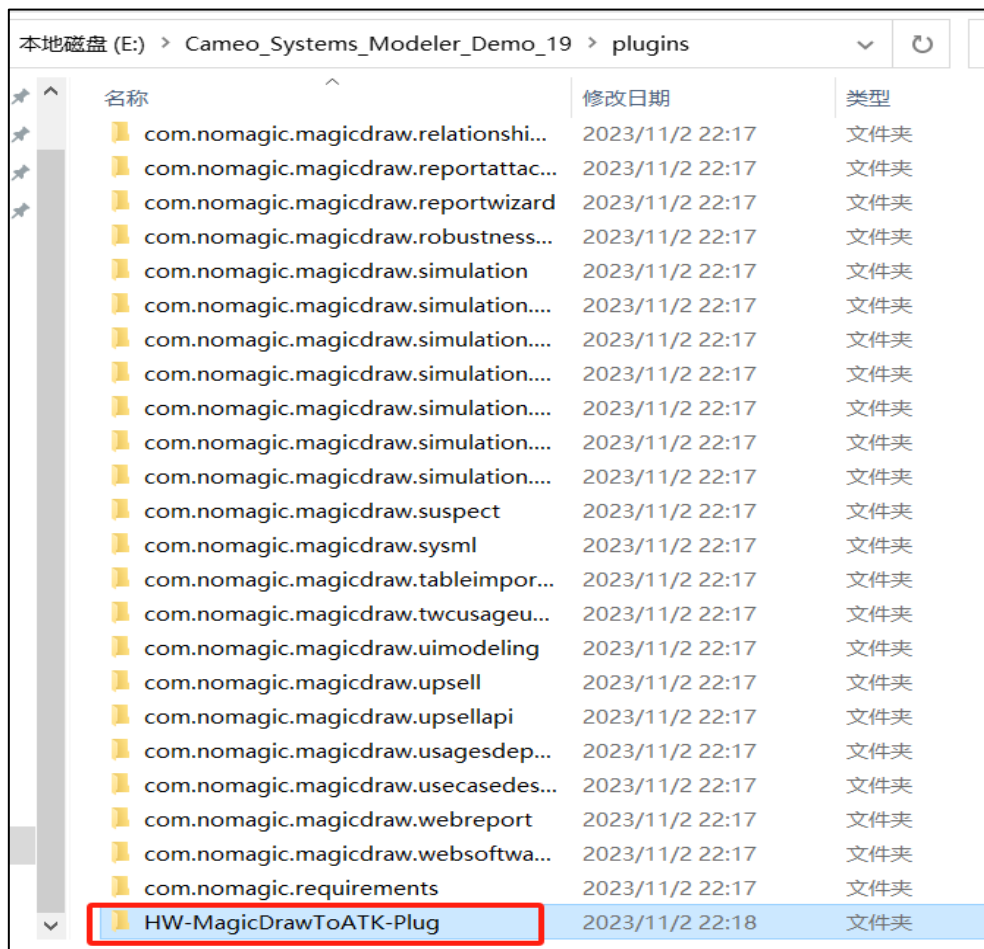 本地磁盘 (E:) > Cameo_Systems_Modeler_Demo_19 > plugins
名称 修改日期 类型
com.nomagic.magicdraw.relationshi... 2023/11/2 22:17 文件夹
com.nomagic.magicdraw.reportattac... 2023/11/2 22:17 文件夹
com.nomagic.magicdraw.reportwizard 2023/11/2 22:17 文件夹
com.nomagic.magicdraw.robustness... 2023/11/2 22:17 文件夹
com.nomagic.magicdraw.simulation 2023/11/2 22:17 文件夹
com.nomagic.magicdraw.simulation.... 2023/11/2 22:17 文件夹
com.nomagic.magicdraw.simulation.... 2023/11/2 22:17 文件夹
com.nomagic.magicdraw.simulation.... 2023/11/2 22:17 文件夹
com.nomagic.magicdraw.simulation.... 2023/11/2 22:17 文件夹
com.nomagic.magicdraw.simulation.... 2023/11/2 22:17 文件夹
com.nomagic.magicdraw.simulation.... 2023/11/2 22:17 文件夹
com.nomagic.magicdraw.suspect 2023/11/2 22:17 文件夹
com.nomagic.magicdraw.sysml 2023/11/2 22:17 文件夹
com.nomagic.magicdraw.tableimpor... 2023/11/2 22:17 文件夹
com.nomagic.magicdraw.twcusageu... 2023/11/2 22:17 文件夹
com.nomagic.magicdraw.uimodeling 2023/11/2 22:17 文件夹
com.nomagic.magicdraw.upsell 2023/11/2 22:17 文件夹
com.nomagic.magicdraw.upsellapi 2023/11/2 22:17 文件夹
com.nomagic.magicdraw.usagesdep... 2023/11/2 22:17 文件夹
com.nomagic.magicdraw.usecasedes... 2023/11/2 22:17 文件夹
com.nomagic.magicdraw.webreport 2023/11/2 22:17 文件夹
com.nomagic.magicdraw.websoftwa... 2023/11/2 22:17 文件夹
com.nomagic.requirements 2023/11/2 22:17 文件夹
HW-MagicDrawToATK-Plug 2023/11/2 22:18 文件夹